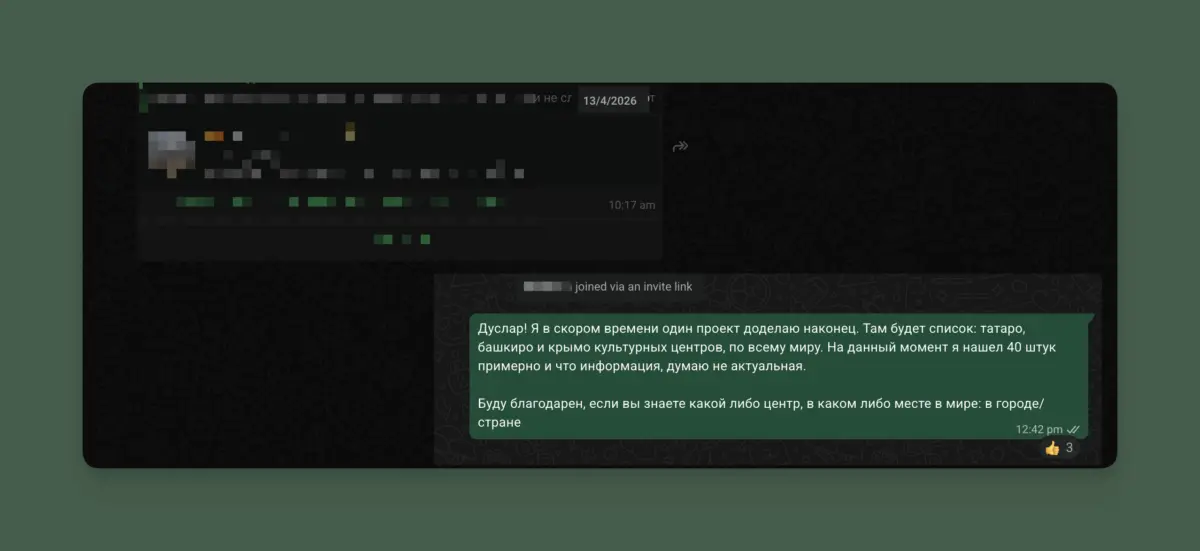 и не сл
13/4/2026
10:17 am
joined via an invite link
Дуслар! Я в скором времени один проект доделаю наконец. Там будет список: татаро,
башкиро и крымо культурных центров, по всему миру. На данный момент я нашел 40 штук
примерно и что информация, думаю не актуальная.
Буду благодарен, если вы знаете какой либо центр, в каком либо месте в мире: в городе/
стране
12:42 pm
3